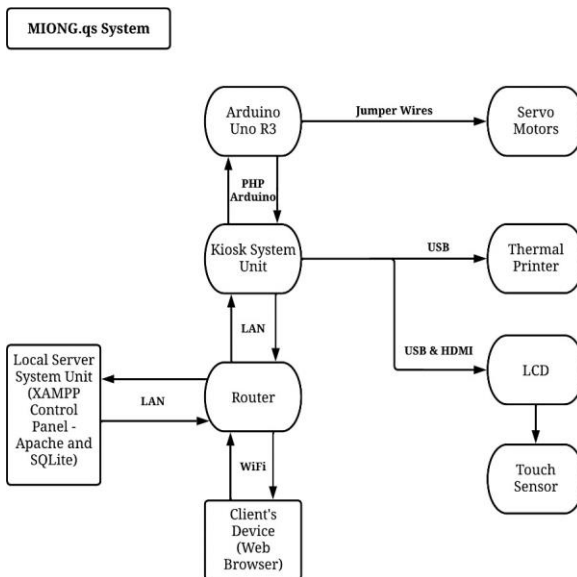 MIONG.qs System
Arduino
Uno R3
Jumper Wires
Servo
Motors
PHP
Arduino
Kiosk System
Unit
USB
Thermal
Printer
LAN
USB & HDMI
LCD
Local Server
System Unit
(XAMPP
Control
Panel -
Apache and
SQLite)
LAN
Router
WiFi
Touch
Sensor
Client's
Device
(Web
Browser)